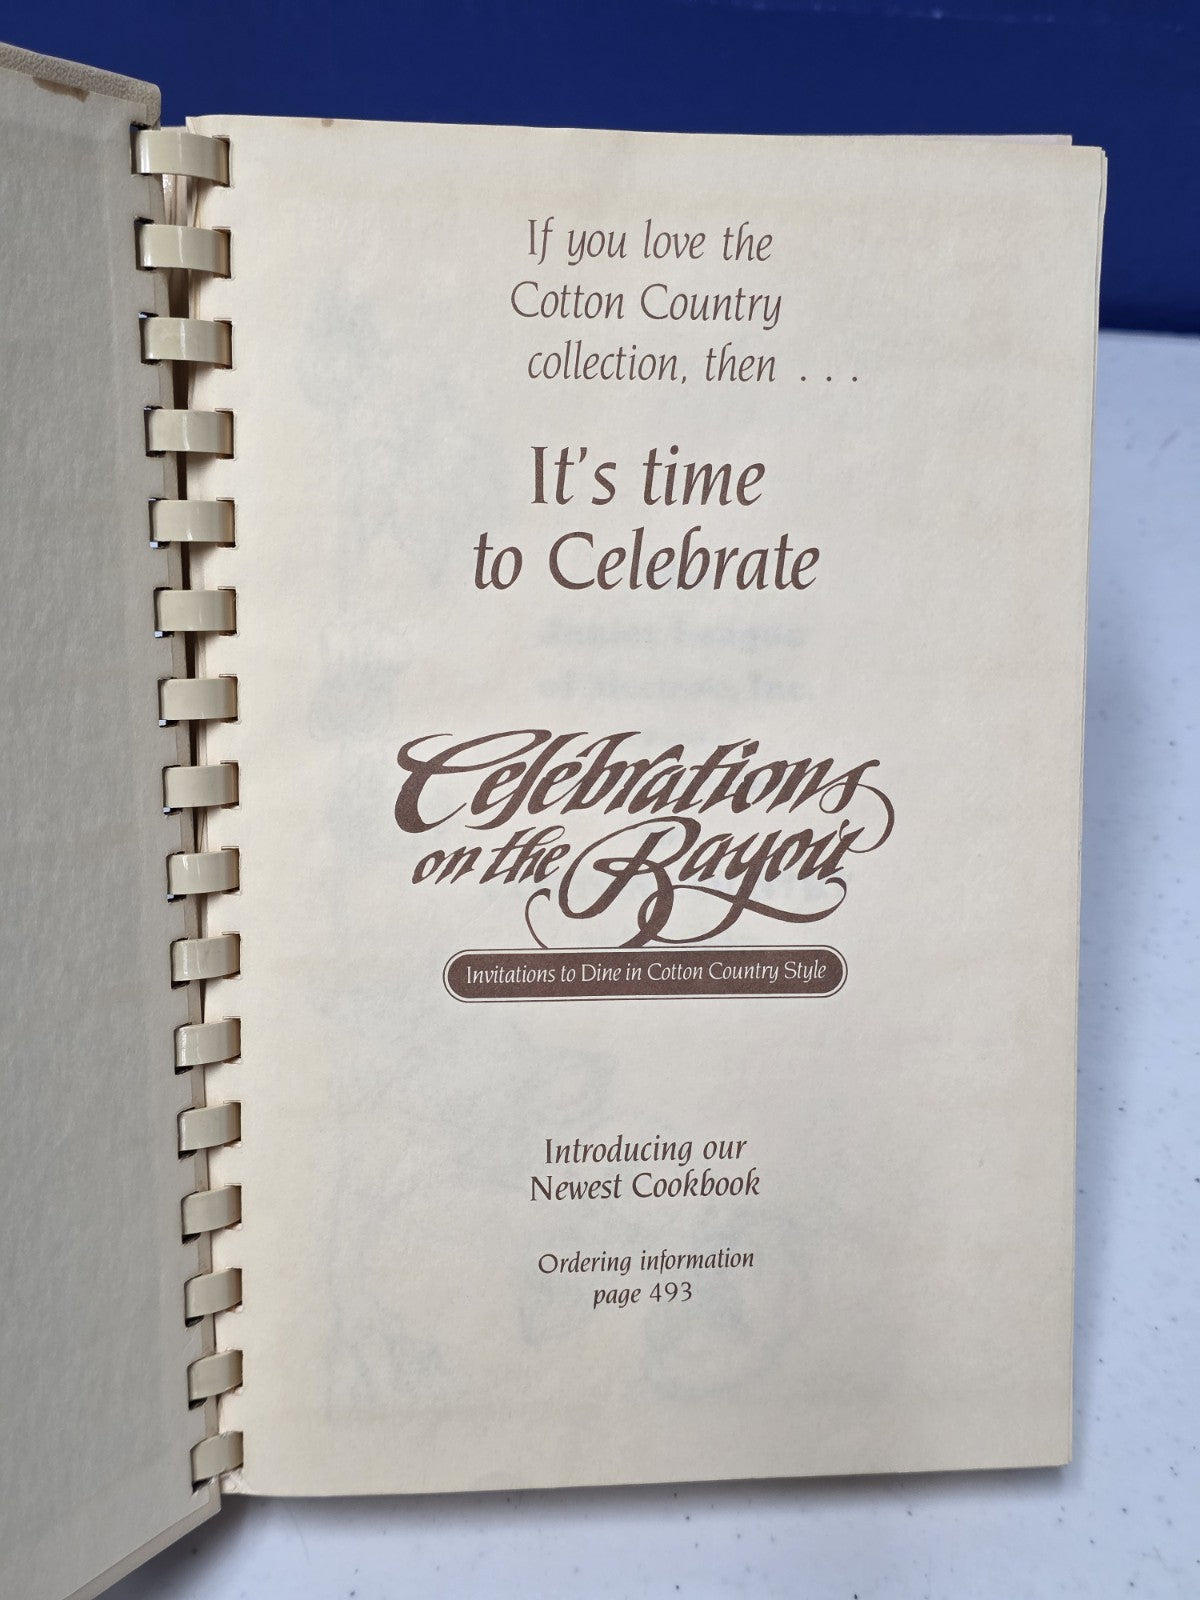 If you love the
Cotton Country
collection, then . . .
It's time
to Celebrate
Celebrations
on the Bayou
Invitations to Dine in Cotton Country Style
Introducing our
Newest Cookbook
Ordering information
page 493